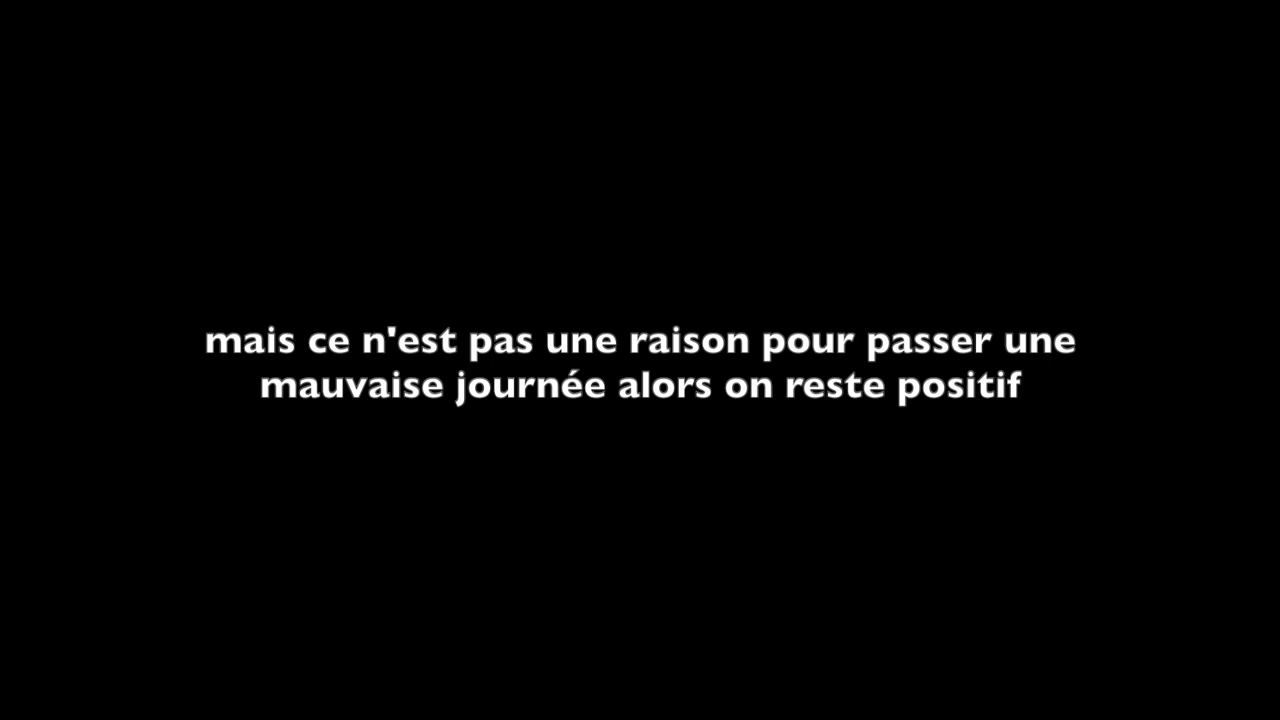 mais ce n'est pas une raison pour passer une
mauvaise journée alors on reste positif